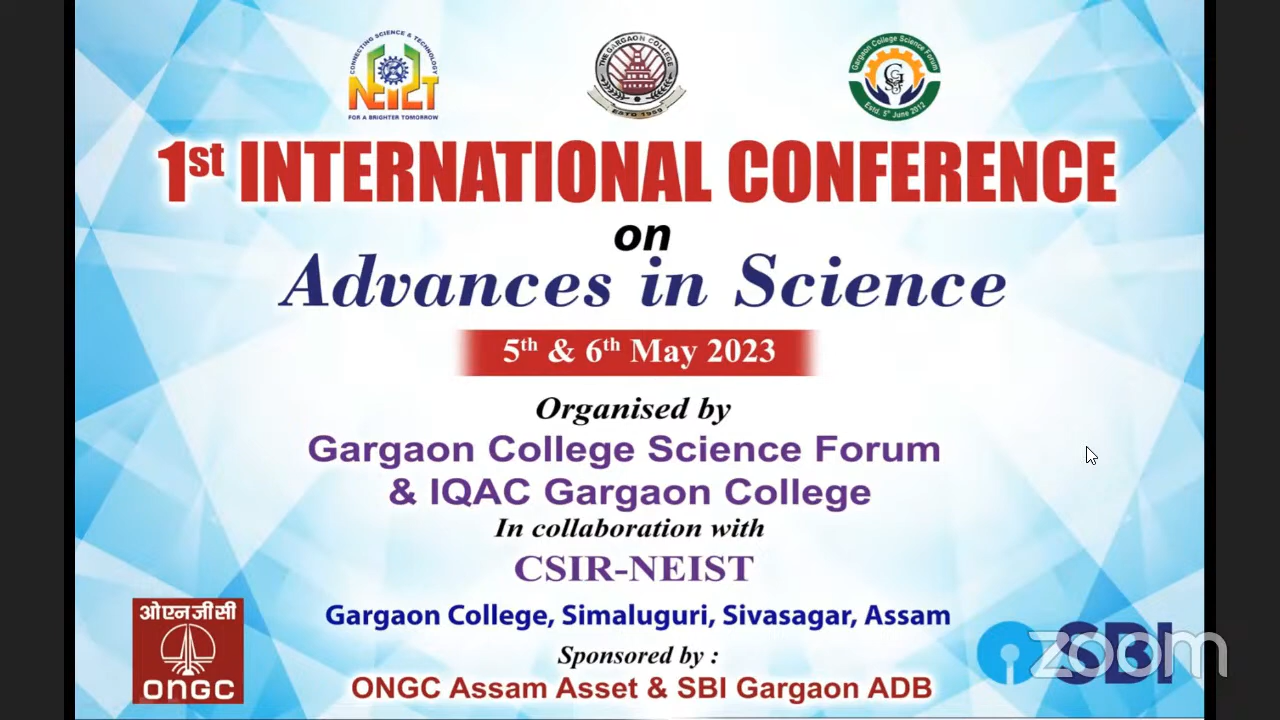 CONNECTING SCIENCE & TECHNOLOGY
NEIST
FOR A BRIGHTER TOMORROW
THE GARGAON COLLEGE
ESTD 1959
Gargaon College Science Forum
GCSF
Estd. 5th June 2012
1st INTERNATIONAL CONFERENCE
on
Advances in Science
5th & 6th May 2023
Organised by
Gargaon College Science Forum
& IQAC Gargaon College
In collaboration with
CSIR-NEIST
Gargaon College, Simaluguri, Sivasagar, Assam
Sponsored by :
ONGC Assam Asset & SBI Gargaon ADB
ओएनजीसी
ONGC
SBI
zoom